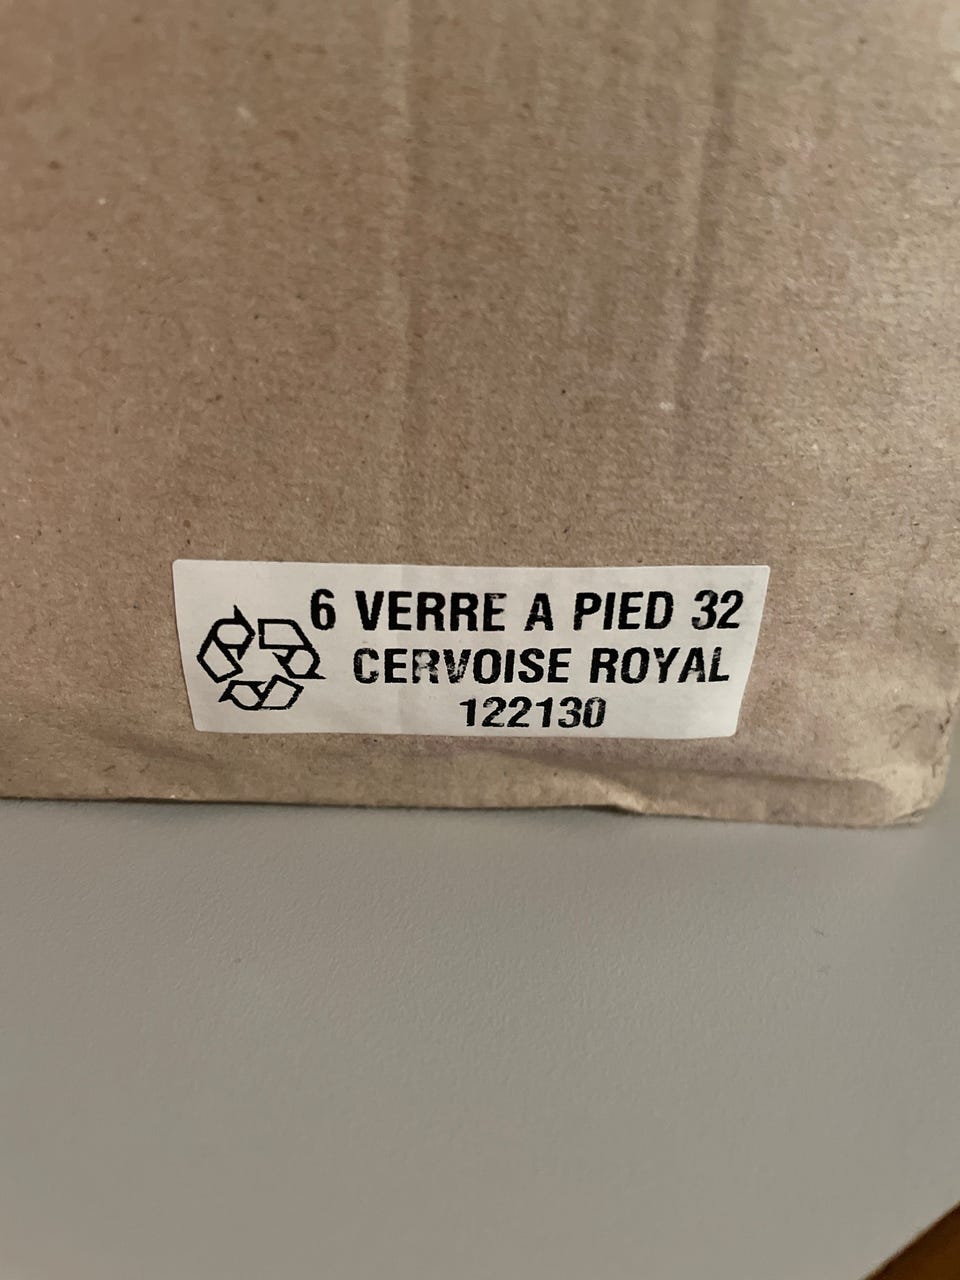 6 VERRE A PIED 32
CERVOISE ROYAL
122130